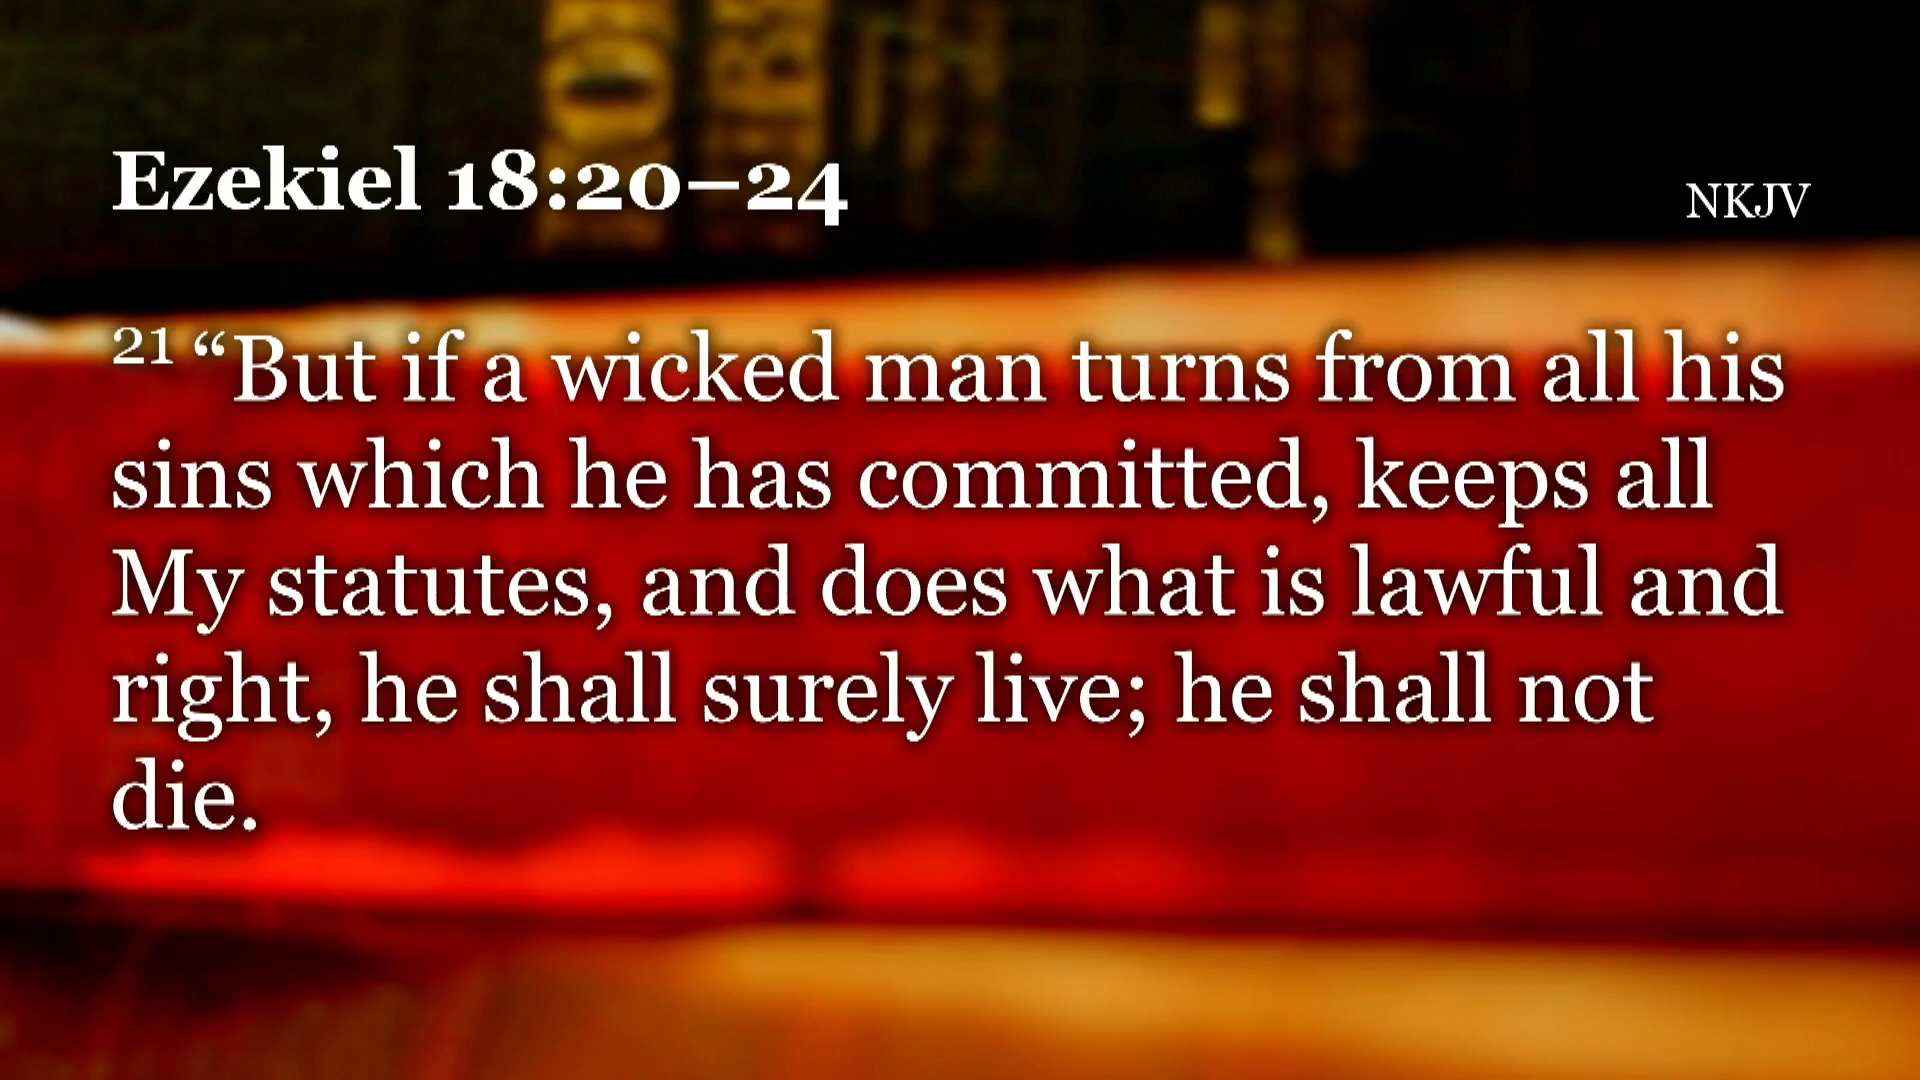 Ezekiel 18:20–24
NKJV
21 “But if a wicked man turns from all his
sins which he has committed, keeps all
My statutes, and does what is lawful and
right, he shall surely live; he shall not
die.